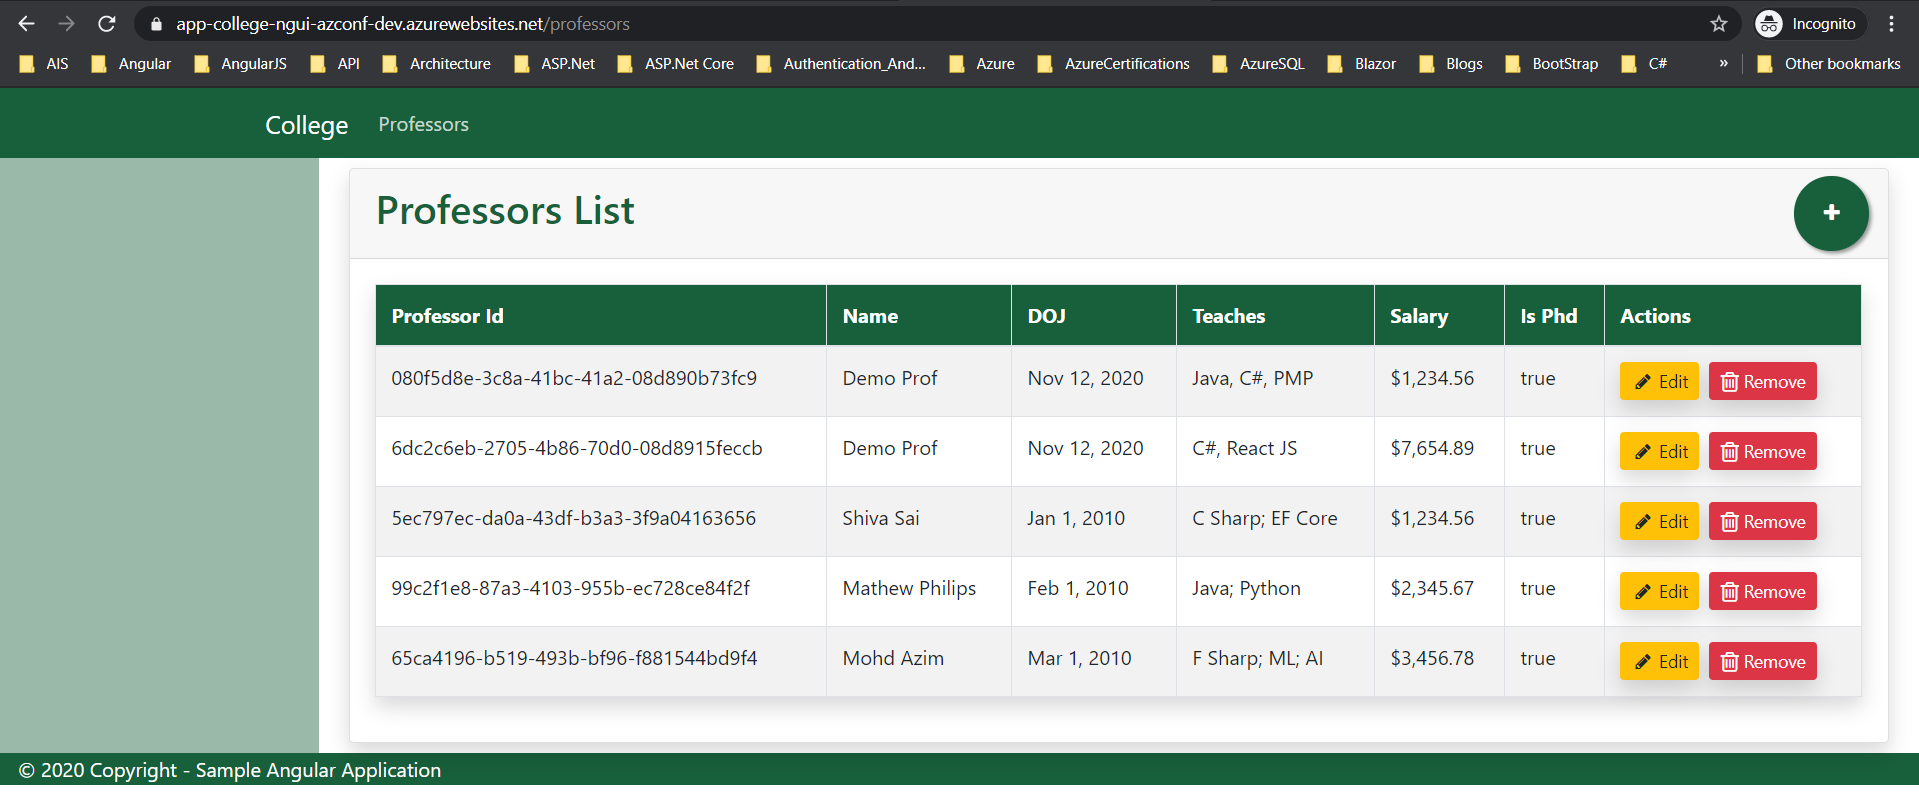 app-college-ngui-azconf-dev.azurewebsites.net/professors Incognito
AIS Angular AngularJS API Architecture ASP.Net ASP.Net Core Authentication_And... Azure AzureCertifications AzureSQL Blazor Blogs BootStrap C# » Other bookmarks
College Professors
Professors List
+
Professor Id Name DOJ Teaches Salary Is Phd Actions
080f5d8e-3c8a-41bc-41a2-08d890b73fc9 Demo Prof Nov 12, 2020 Java, C#, PMP $1,234.56 true Edit Remove
6dc2c6eb-2705-4b86-70d0-08d8915feccb Demo Prof Nov 12, 2020 C#, React JS $7,654.89 true Edit Remove
5ec797ec-da0a-43df-b3a3-3f9a04163656 Shiva Sai Jan 1, 2010 C Sharp; EF Core $1,234.56 true Edit Remove
99c2f1e8-87a3-4103-955b-ec728ce84f2f Mathew Philips Feb 1, 2010 Java; Python $2,345.67 true Edit Remove
65ca4196-b519-493b-bf96-f881544bd9f4 Mohd Azim Mar 1, 2010 F Sharp; ML; AI $3,456.78 true Edit Remove
© 2020 Copyright - Sample Angular Application